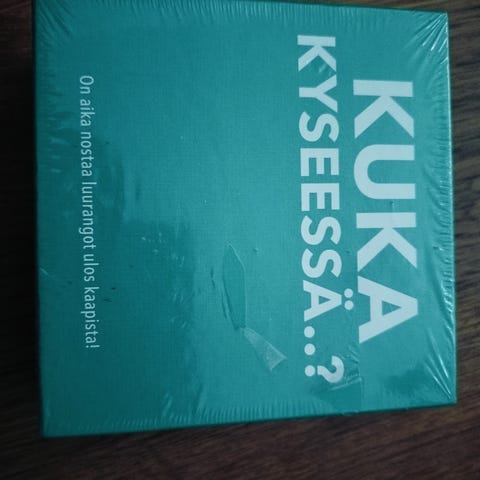 KUKA
KYSEESSÄ..?
On aika nostaa luurangot ulos kaapista!